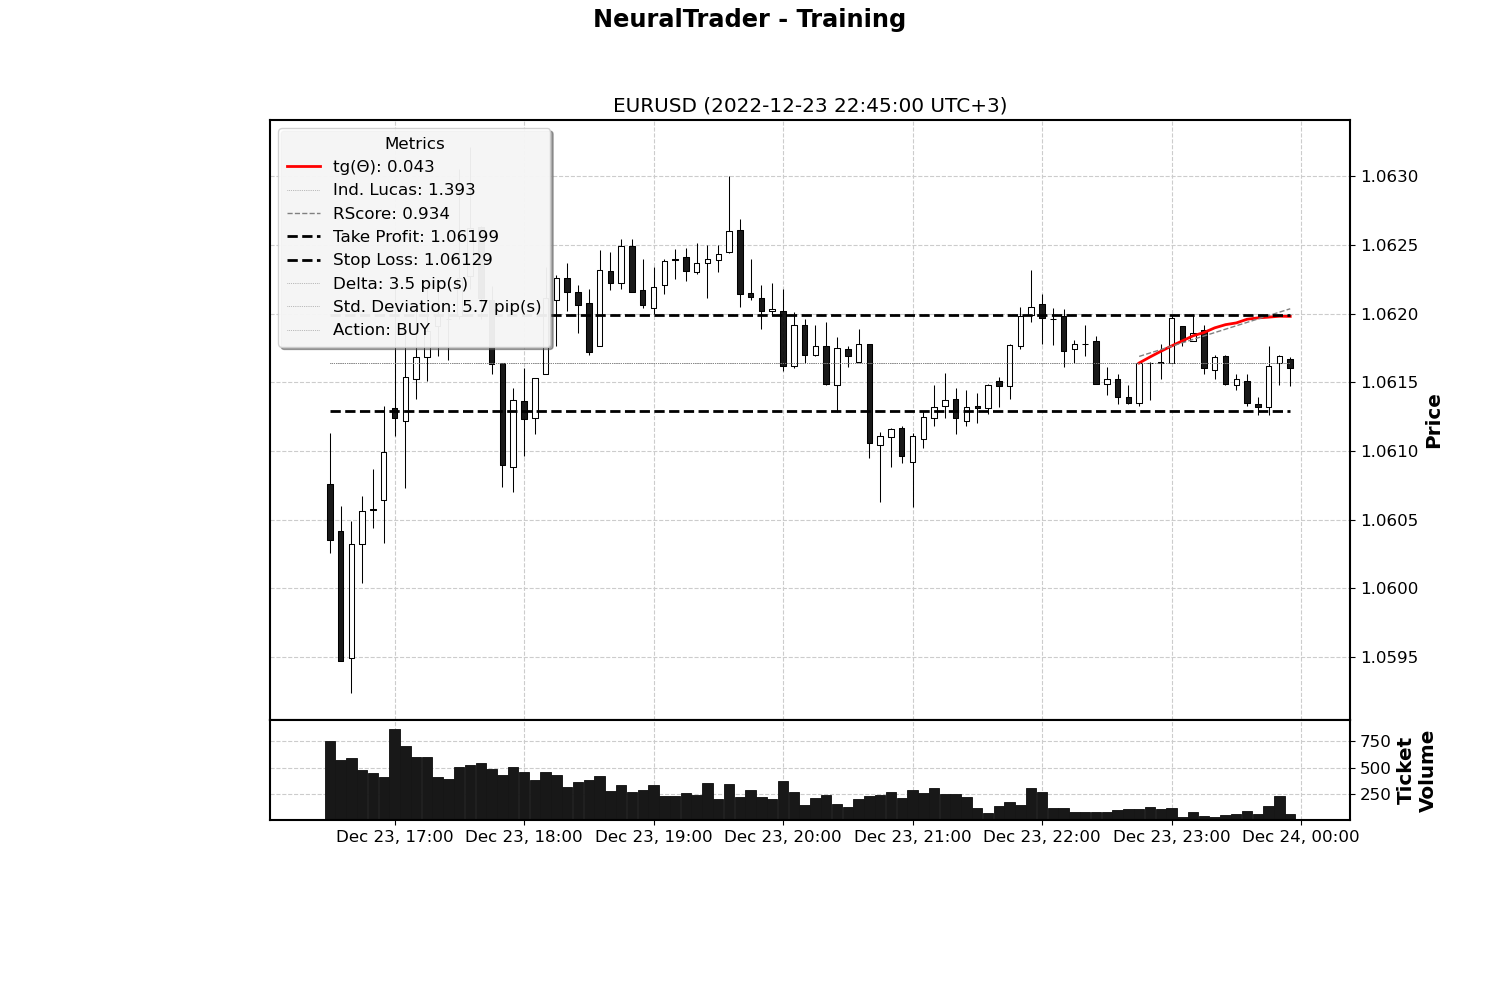 NeuralTrader - Training
EURUSD (2022-12-23 22:45:00 UTC+3)
Metrics
tg(Θ): 0.043
Ind. Lucas: 1.393
RScore: 0.934
Take Profit: 1.06199
Stop Loss: 1.06129
Delta: 3.5 pip(s)
Std. Deviation: 5.7 pip(s)
Action: BUY
1.0630
1.0625
1.0620
1.0615
1.0610
1.0605
1.0600
1.0595
Price
750
500
250
Ticket
Volume
Dec 23, 17:00 Dec 23, 18:00 Dec 23, 19:00 Dec 23, 20:00 Dec 23, 21:00 Dec 23, 22:00 Dec 23, 23:00 Dec 24, 00:00